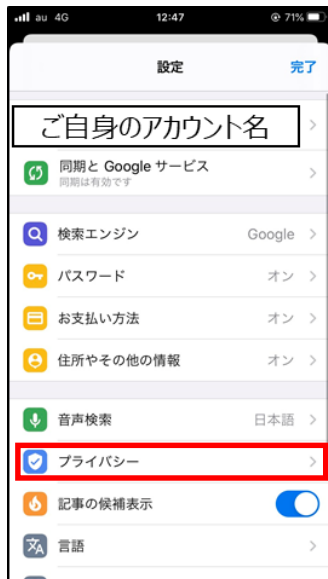 au 4G 12:47 71%
設定 完了
ご自身のアカウント名
同期と Google サービス
同期は有効です
検索エンジン Google
パスワード オン
お支払い方法 オン
住所やその他の情報 オン
音声検索 日本語
プライバシー
記事の候補表示
言語